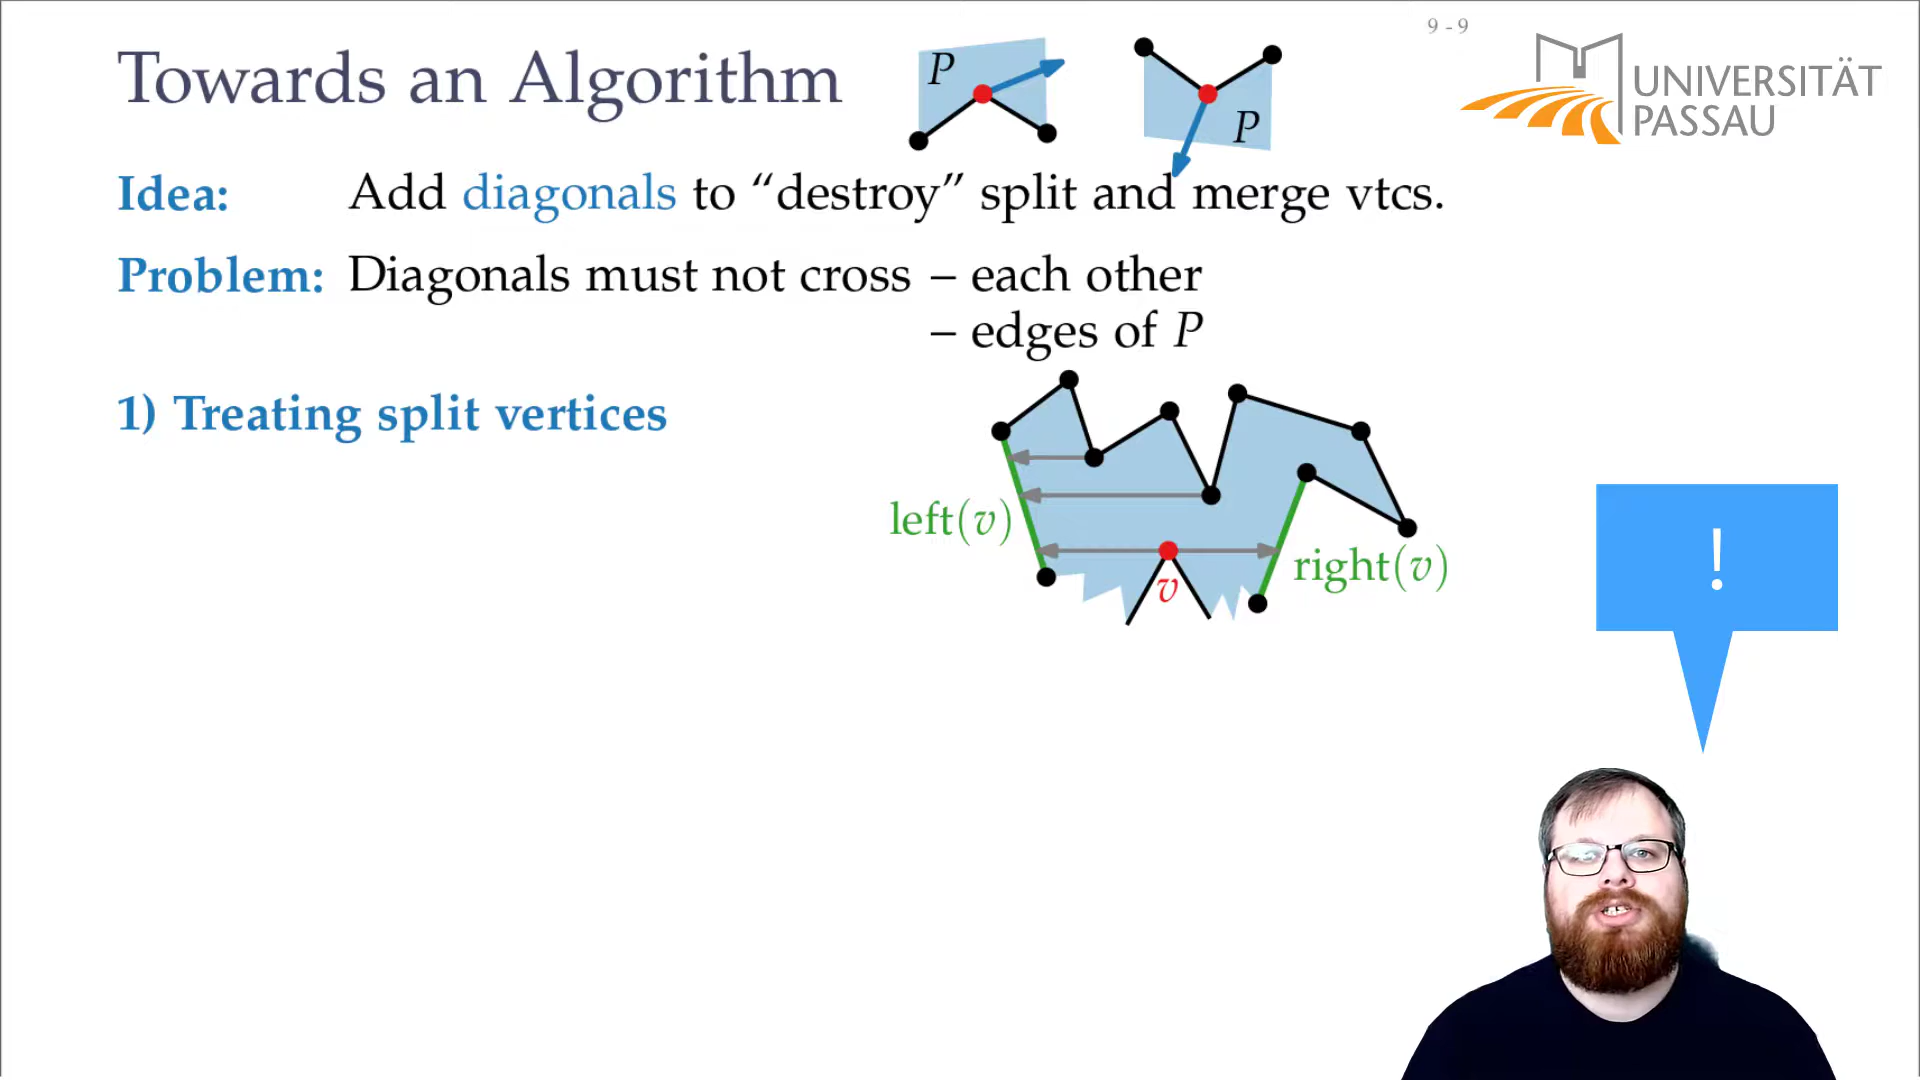 9 - 9
Towards an Algorithm
P
P
UNIVERSITÄT
PASSAU
Idea: Add diagonals to “destroy” split and merge vtcs.
Problem: Diagonals must not cross – each other
– edges of P
1) Treating split vertices
left(v)
right(v)
v
!